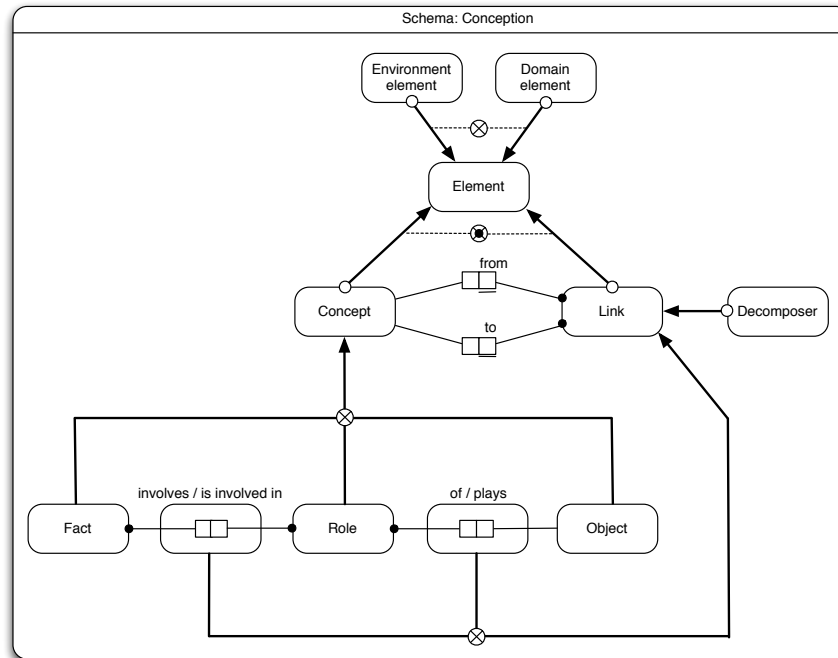 Schema: Conception
Environment
element
Domain
element
Element
from
Concept
Link
Decomposer
to
involves / is involved in
of / plays
Fact
Role
Object